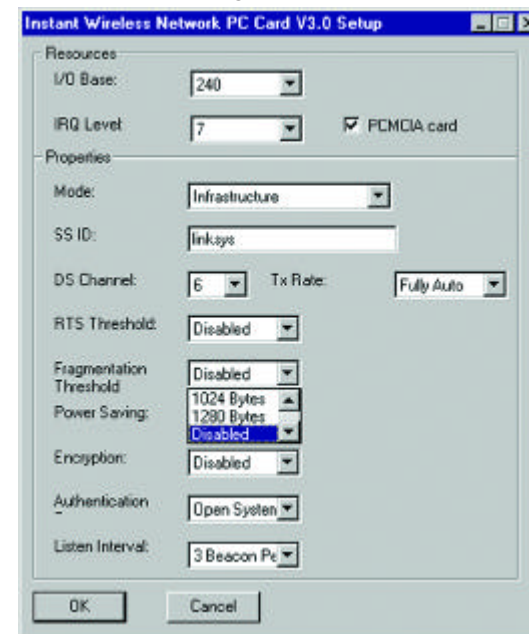 Instant Wireless Network PC Card V3.0 Setup
Resources
I/O Base:
240
IRQ Level:
7
PCMCIA card
Properties
Mode:
Infrastructure
SS ID:
linksys
DS Channel:
6
Tx Rate:
Fully Auto
RTS Threshold:
Disabled
Fragmentation
Threshold
Disabled
1024 Bytes
1280 Bytes
Disabled
Power Saving:
Encryption:
Disabled
Authentication
Open System
Listen Interval:
3 Beacon Pe
OK
Cancel